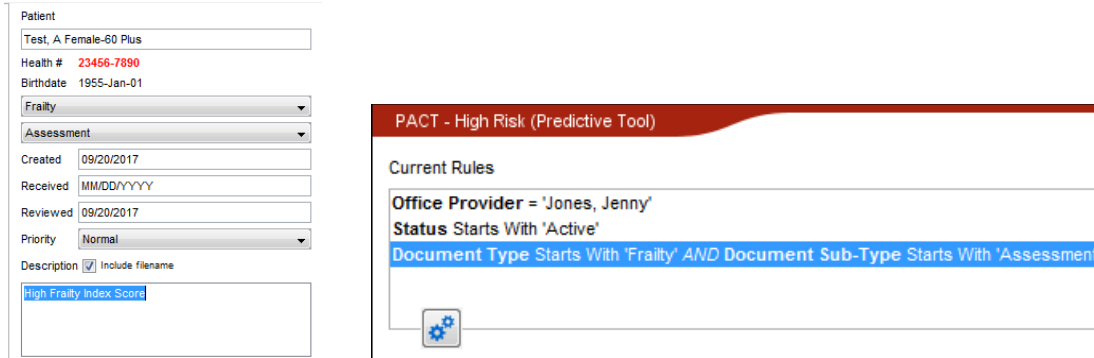 Patient
Test, A Female-60 Plus
Health # 23456-7890
Birthdate 1955-Jan-01
Frailty
Assessment
Created 09/20/2017
Received MM/DD/YYYY
Reviewed 09/20/2017
Priority Normal
Description Include filename
High Frailty Index Score
PACT - High Risk (Predictive Tool)
Current Rules
Office Provider = 'Jones, Jenny'
Status Starts With 'Active'
Document Type Starts With 'Frailty' AND Document Sub-Type Starts With 'Assessment